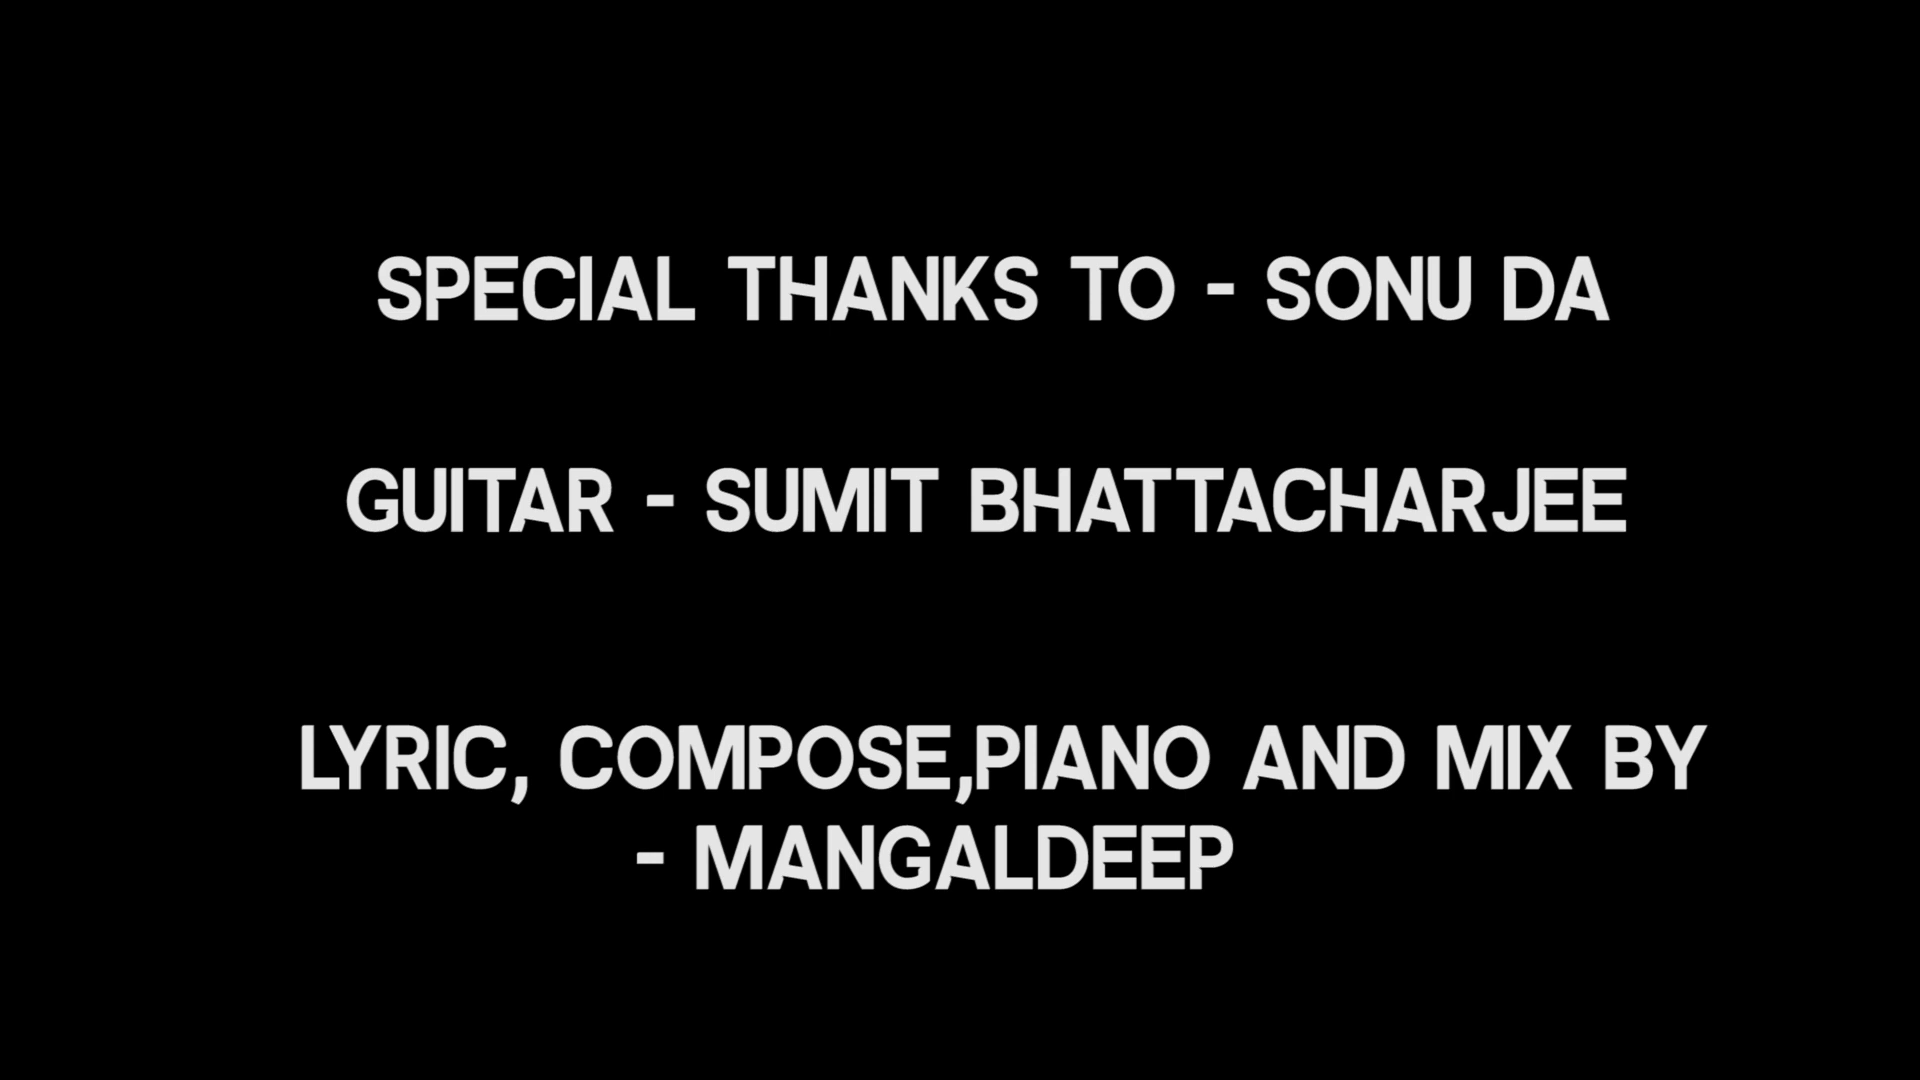 SPECIAL THANKS TO - SONU DA
GUITAR - SUMIT BHATTACHARJEE
LYRIC, COMPOSE,PIANO AND MIX BY
- MANGALDEEP